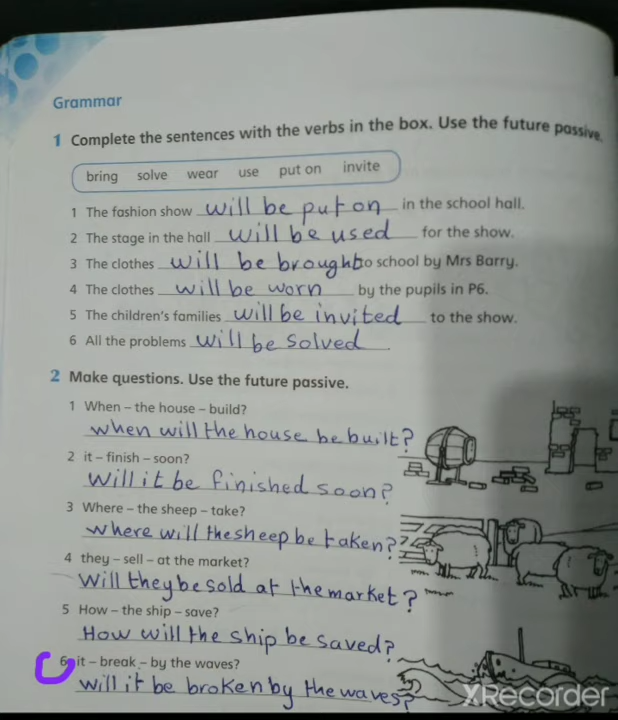 Grammar
1 Complete the sentences with the verbs in the box. Use the future passive.
bring solve wear use put on invite
1 The fashion show will be put on in the school hall.
2 The stage in the hall will be used for the show.
3 The clothes will be brought to school by Mrs Barry.
4 The clothes will be worn by the pupils in P6.
5 The children's families will be invited to the show.
6 All the problems will be solved.
2 Make questions. Use the future passive.
1 When – the house – build?
when will the house be built?
2 it – finish – soon?
Will it be finished soon?
3 Where – the sheep – take?
where will the sheep be taken?
4 they – sell – at the market?
Will they be sold at the market?
5 How – the ship – save?
How will the ship be saved?
6 it – break – by the waves?
will it be broken by the waves?
XRecorder